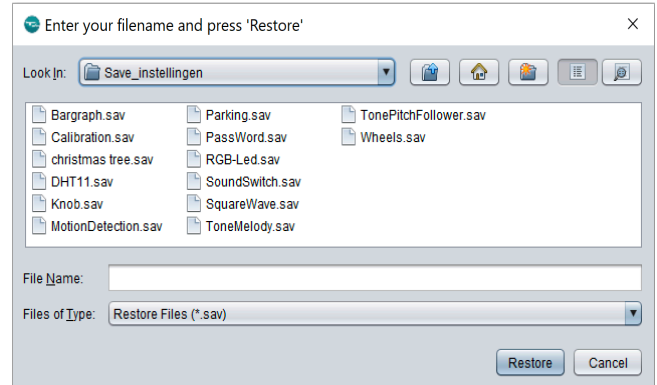 Enter your filename and press 'Restore'
Look In: Save_instellingen
Bargraph.sav
Calibration.sav
christmas tree.sav
DHT11.sav
Knob.sav
MotionDetection.sav
Parking.sav
PassWord.sav
RGB-Led.sav
SoundSwitch.sav
SquareWave.sav
ToneMelody.sav
TonePitchFollower.sav
Wheels.sav
File Name:
Files of Type: Restore Files (*.sav)
Restore Cancel